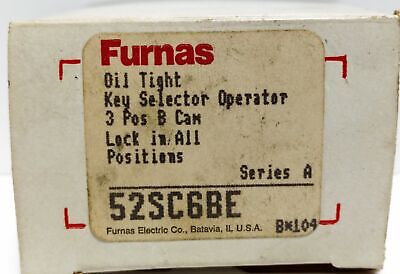 Furnas
Oil Tight
Key Selector Operator
3 Pos B Cam
Lock in All
Positions
Series A
52SC6BE
Furnas Electric Co., Batavia, IL U.S.A.
B*104